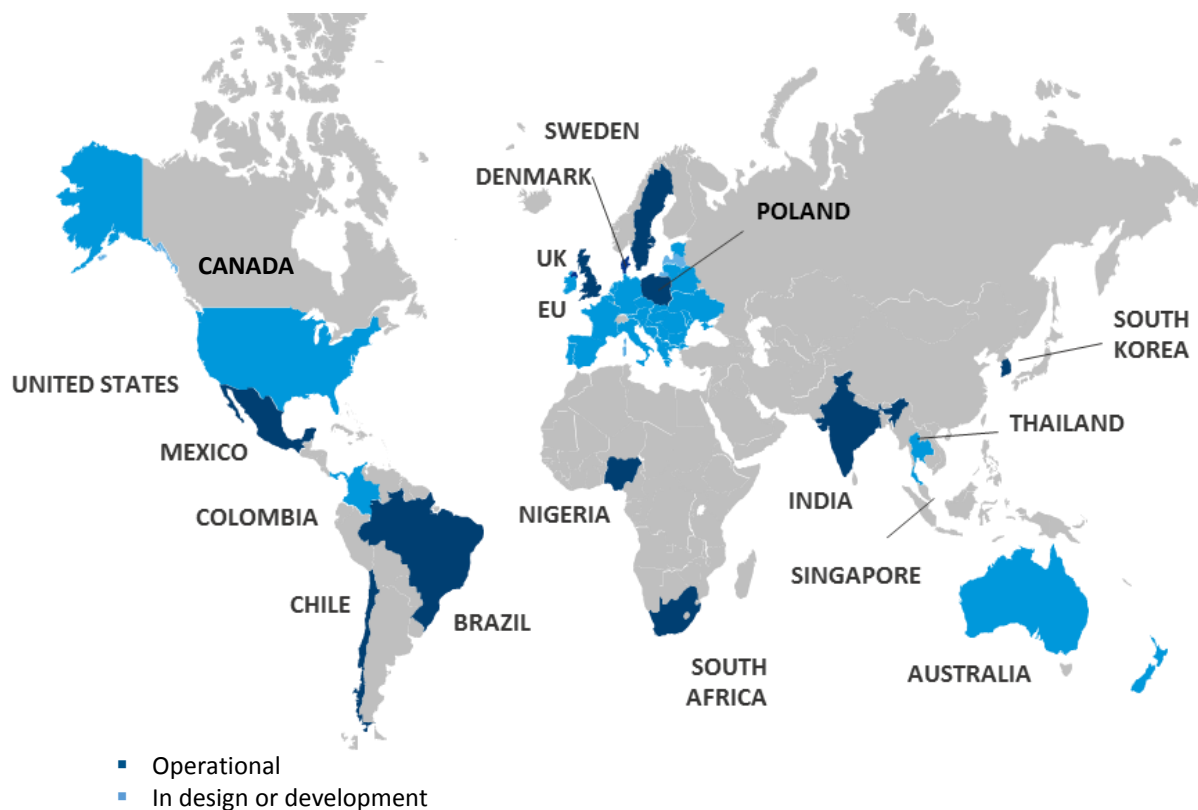 SWEDEN
DENMARK
POLAND
UK
CANADA
EU
SOUTH
KOREA
UNITED STATES
THAILAND
MEXICO
INDIA
NIGERIA
COLOMBIA
SINGAPORE
CHILE
BRAZIL
SOUTH
AFRICA
AUSTRALIA
Operational
In design or development